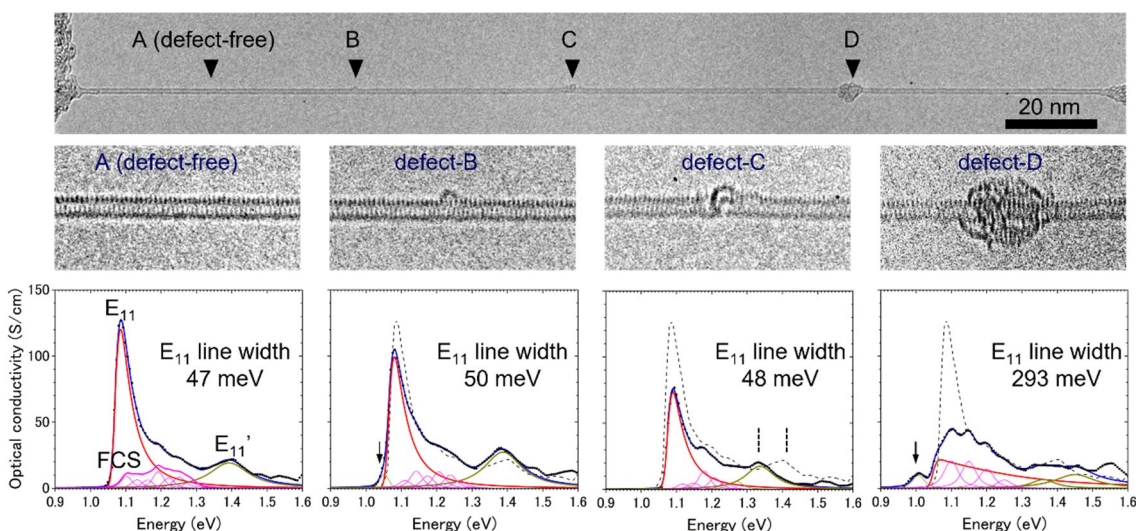 A (defect-free) B C D
20 nm
A (defect-free) defect-B defect-C defect-D
Optical conductivity (S/cm)
150
100
50
0
E11
E11 line width
47 meV
FCS
E11'
0.9 1.0 1.1 1.2 1.3 1.4 1.5 1.6
Energy (eV)
E11 line width
50 meV
0.9 1.0 1.1 1.2 1.3 1.4 1.5 1.6
Energy (eV)
E11 line width
48 meV
0.9 1.0 1.1 1.2 1.3 1.4 1.5 1.6
Energy (eV)
E11 line width
293 meV
0.9 1.0 1.1 1.2 1.3 1.4 1.5 1.6
Energy (eV)